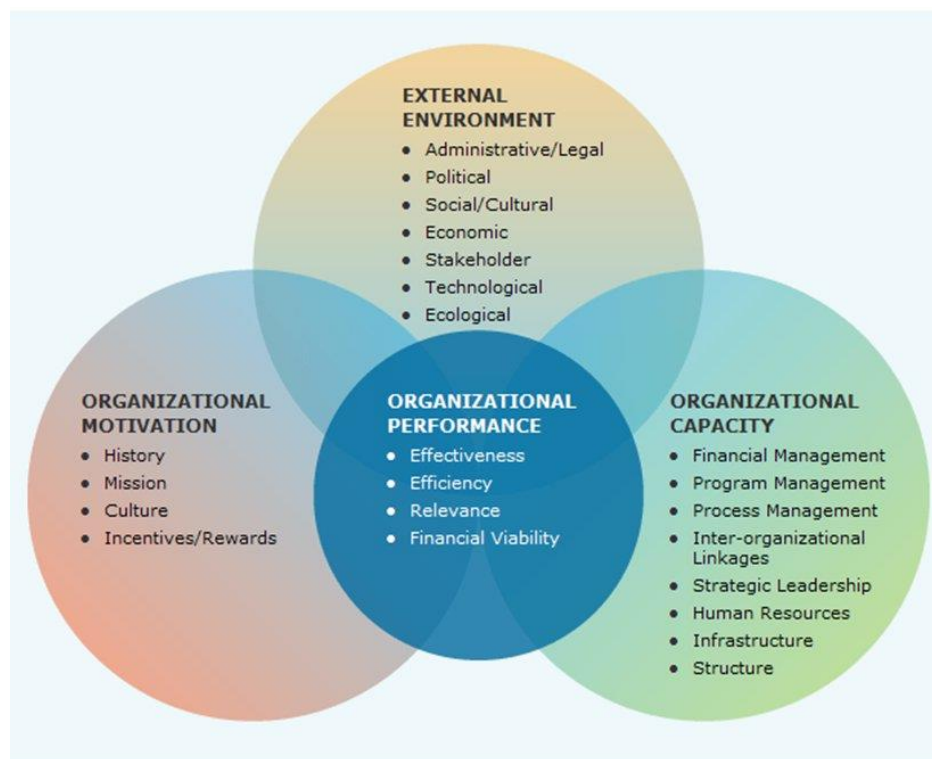 EXTERNAL
ENVIRONMENT
• Administrative/Legal
• Political
• Social/Cultural
• Economic
• Stakeholder
• Technological
• Ecological
ORGANIZATIONAL
MOTIVATION
• History
• Mission
• Culture
• Incentives/Rewards
ORGANIZATIONAL
PERFORMANCE
• Effectiveness
• Efficiency
• Relevance
• Financial Viability
ORGANIZATIONAL
CAPACITY
• Financial Management
• Program Management
• Process Management
• Inter-organizational
Linkages
• Strategic Leadership
• Human Resources
• Infrastructure
• Structure